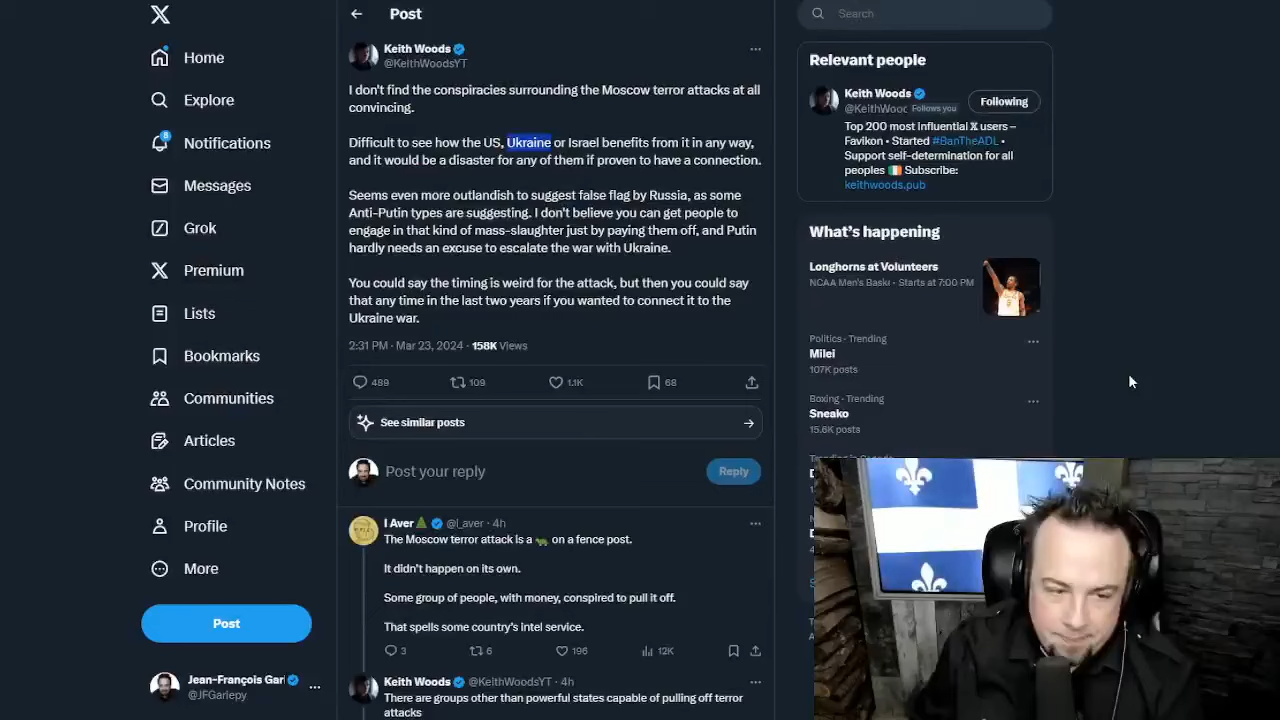 Home
Explore
8
Notifications
Messages
Grok
Premium
Lists
Bookmarks
Communities
Articles
Community Notes
Profile
More
Post
Jean-François Gar
@JFGariepy
Post
Keith Woods
@KeithWoodsYT
I don't find the conspiracies surrounding the Moscow terror attacks at all
convincing.
Difficult to see how the US, Ukraine or Israel benefits from it in any way,
and it would be a disaster for any of them if proven to have a connection.
Seems even more outlandish to suggest false flag by Russia, as some
Anti-Putin types are suggesting. I don't believe you can get people to
engage in that kind of mass-slaughter just by paying them off, and Putin
hardly needs an excuse to escalate the war with Ukraine.
You could say the timing is weird for the attack, but then you could say
that any time in the last two years if you wanted to connect it to the
Ukraine war.
2:31 PM · Mar 23, 2024 · 158K Views
489 109 1.1K 68
See similar posts
Post your reply
Reply
I Aver🌲 @I_aver · 4h
The Moscow terror attack is a 🐢 on a fence post.
It didn't happen on its own.
Some group of people, with money, conspired to pull it off.
That spells some country's intel service.
3 6 196 12K
Keith Woods @KeithWoodsYT · 4h
There are groups other than powerful states capable of pulling off terror
attacks
Search
Relevant people
Keith Woods
@KeithWooc Follows you
Following
Top 200 most Influential 𝕏 users –
Favikon • Started #BanTheADL •
Support self-determination for all
peoples 🇮🇪 Subscribe:
keithwoods.pub
What's happening
Longhorns at Volunteers
NCAA Men's Baski · Starts at 7:00 PM
Politics · Trending
Milei
107K posts
Boxing · Trending
Sneako
15.6K posts